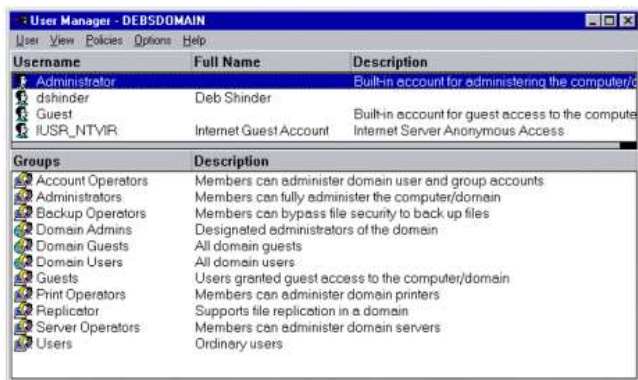 User Manager - DEBSDOMAIN
User View Policies Options Help
Username Full Name Description
Administrator Built-in account for administering the computer/d
dshinder Deb Shinder
Guest Built-in account for guest access to the compute
IUSR_NTVIR Internet Guest Account Internet Server Anonymous Access
Groups Description
Account Operators Members can administer domain user and group accounts
Administrators Members can fully administer the computer/domain
Backup Operators Members can bypass file security to back up files
Domain Admins Designated administrators of the domain
Domain Guests All domain guests
Domain Users All domain users
Guests Users granted guest access to the computer/domain
Print Operators Members can administer domain printers
Replicator Supports file replication in a domain
Server Operators Members can administer domain servers
Users Ordinary users